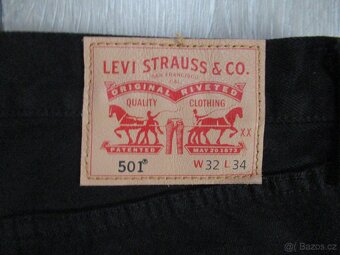 LEVI STRAUSS & CO.
SAN FRANCISCO
CAL.
ORIGINAL RIVETED
QUALITY CLOTHING
XX
PATENTED MAY 20 1873
501® W 32 L 34
Bazoš.cz